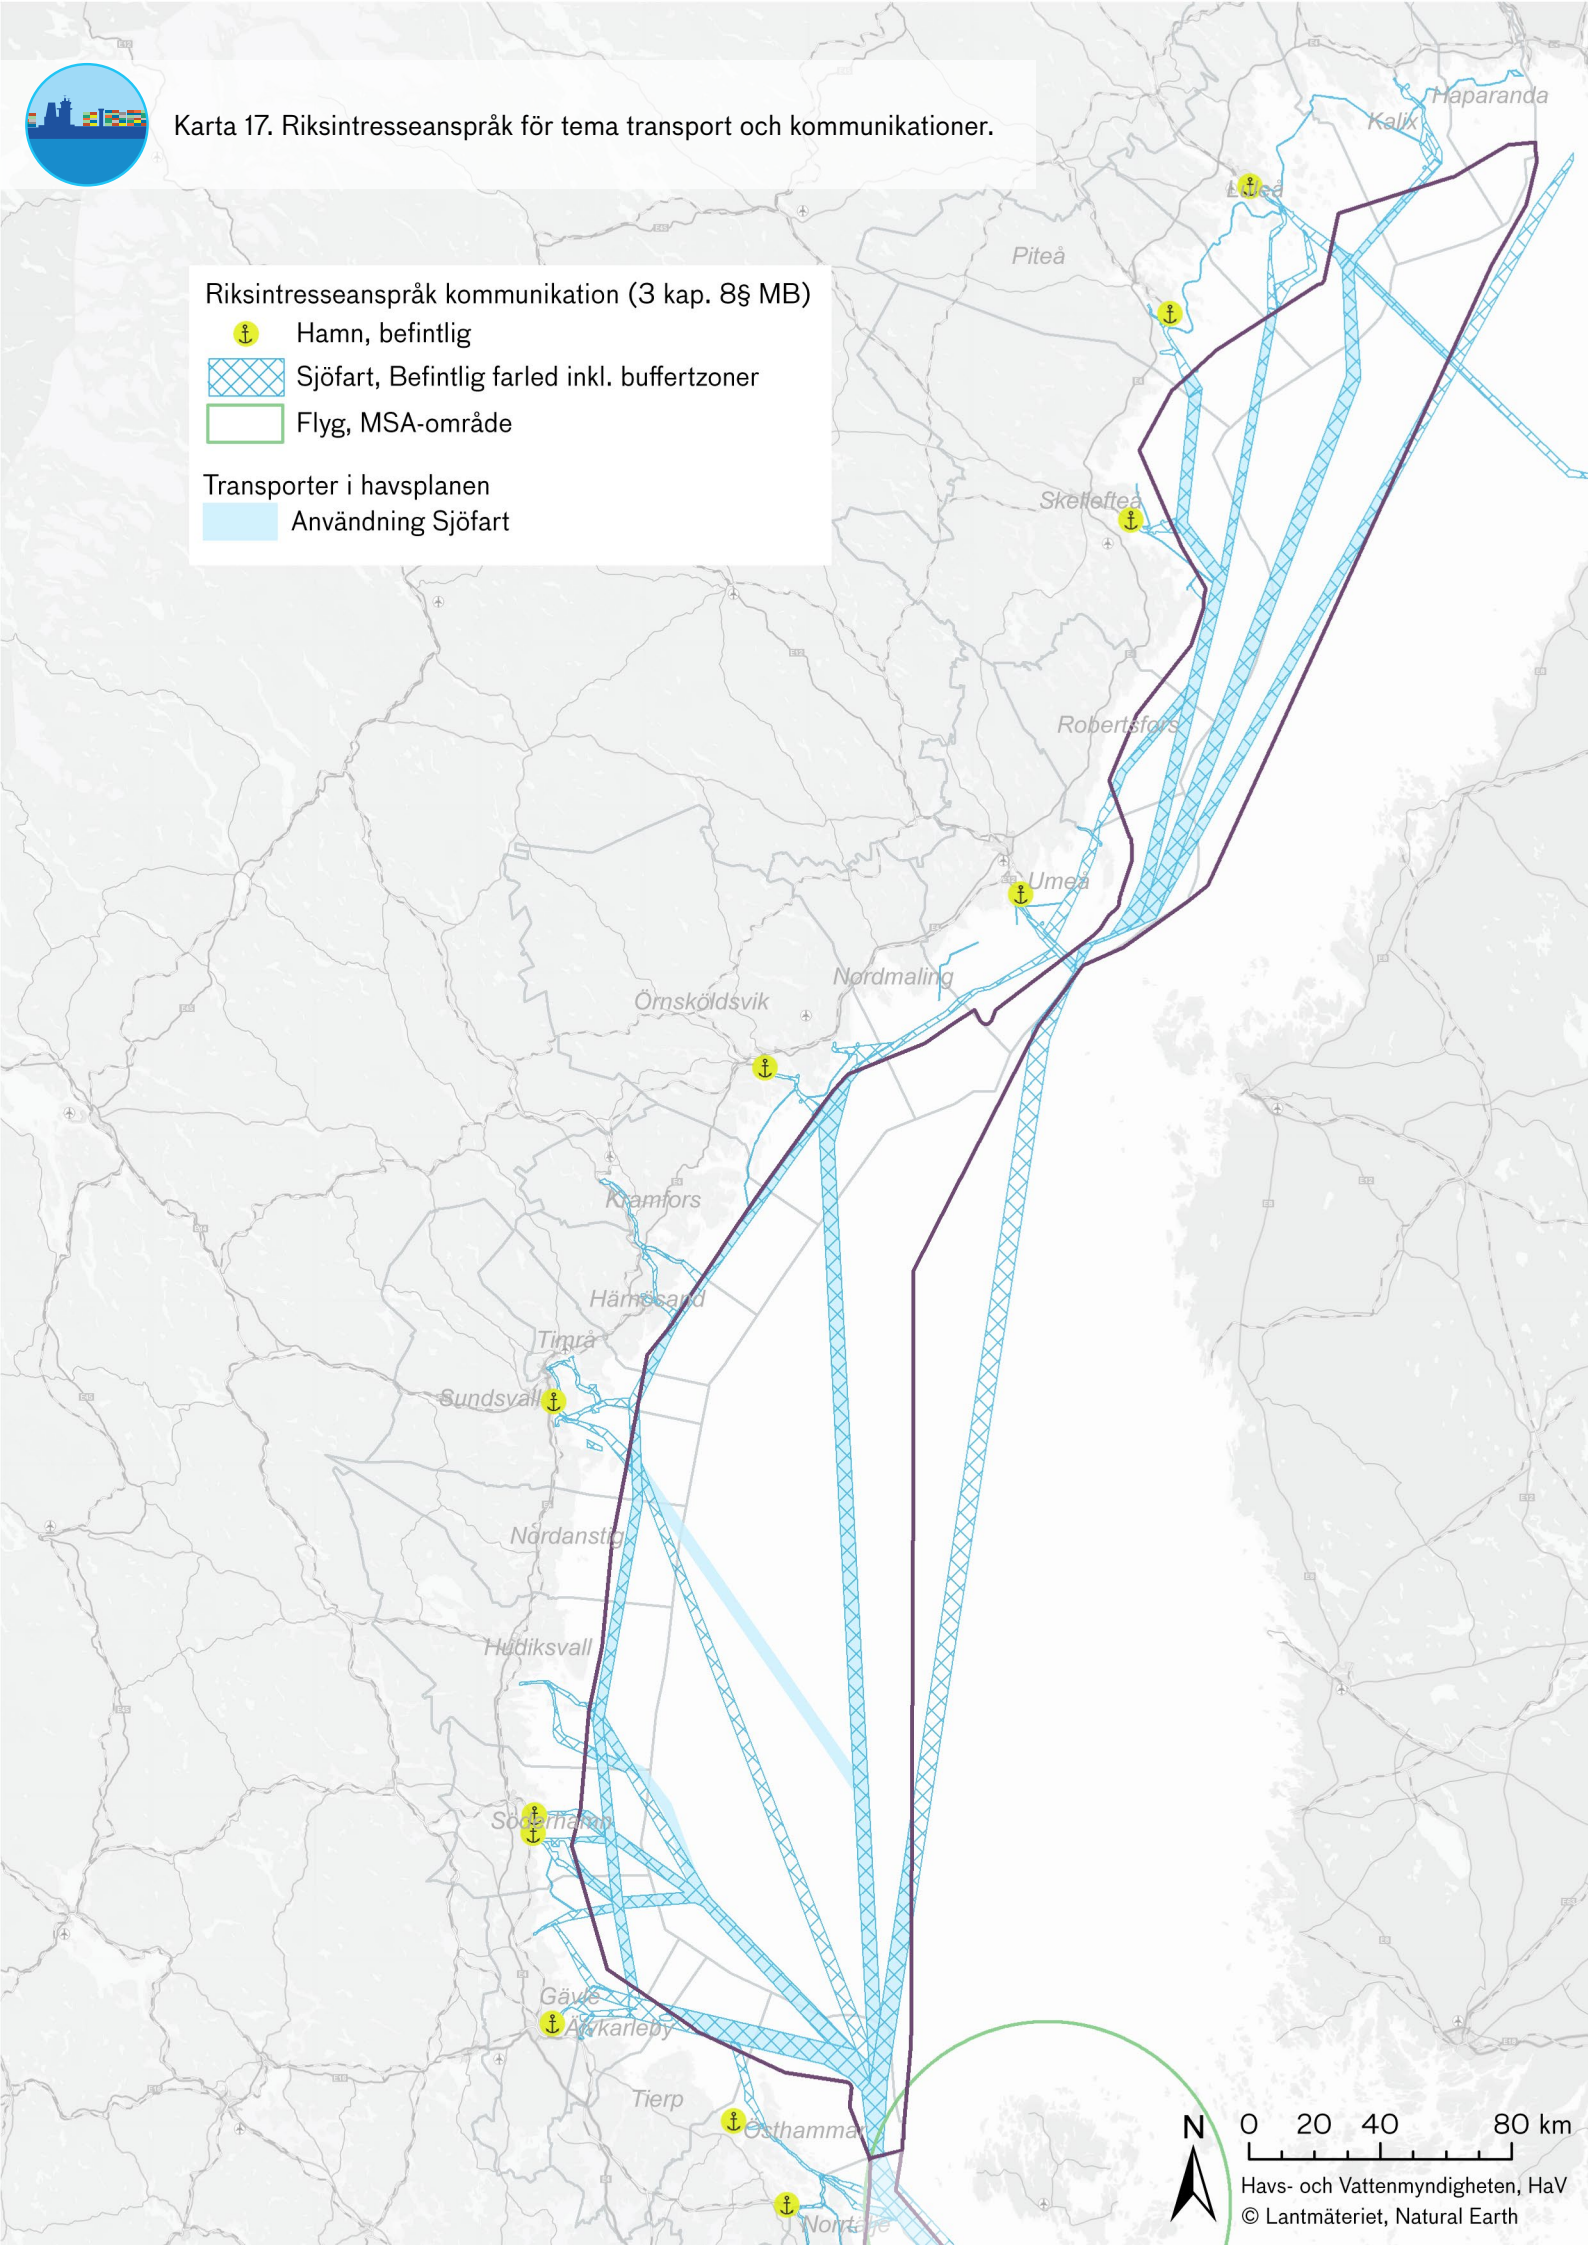 Karta 17. Riksintresseanspråk för tema transport och kommunikationer.
Riksintresseanspråk kommunikation (3 kap. 8§ MB)
Hamn, befintlig
Sjöfart, Befintlig farled inkl. buffertzoner
Flyg, MSA-område
Transporter i havsplanen
Användning Sjöfart
Haparanda
Kalix
Luleå
Piteå
Skellefteå
Robertsfors
Umeå
Nordmaling
Örnsköldsvik
Kramfors
Härnösand
Timrå
Sundsvall
Nordanstig
Hudiksvall
Söderhamn
Gävle
Älvkarleby
Tierp
Östhammar
Norrtälje
N
0 20 40 80 km
Havs- och Vattenmyndigheten, HaV
© Lantmäteriet, Natural Earth